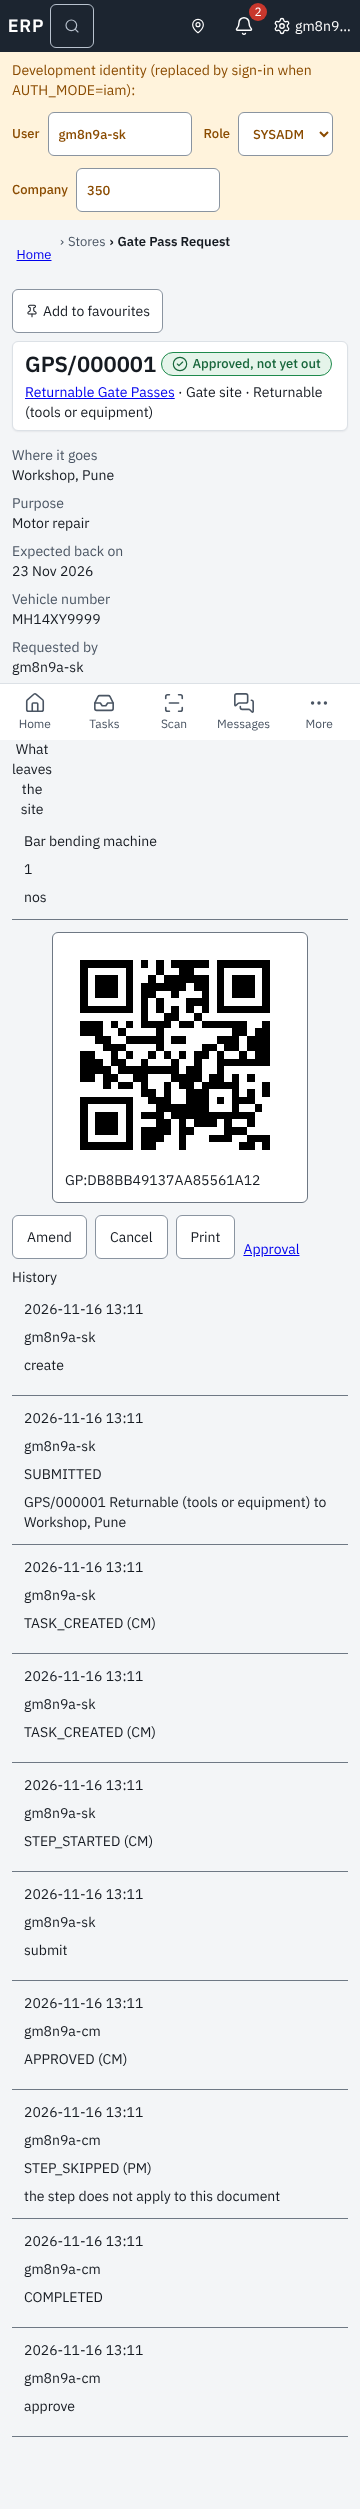 ERP
2
gm8n9...
Development identity (replaced by sign-in when
AUTH_MODE=iam):
User gm8n9a-sk Role SYSADM
Company 350
Home › Stores › Gate Pass Request
Add to favourites
GPS/000001 Approved, not yet out
Returnable Gate Passes · Gate site · Returnable
(tools or equipment)
Where it goes
Workshop, Pune
Purpose
Motor repair
Expected back on
23 Nov 2026
Vehicle number
MH14XY9999
Requested by
gm8n9a-sk
Home Tasks Scan Messages More
What
leaves
the
site
Bar bending machine
1
nos
GP:DB8BB49137AA85561A12
Amend Cancel Print Approval
History
2026-11-16 13:11
gm8n9a-sk
create
2026-11-16 13:11
gm8n9a-sk
SUBMITTED
GPS/000001 Returnable (tools or equipment) to
Workshop, Pune
2026-11-16 13:11
gm8n9a-sk
TASK_CREATED (CM)
2026-11-16 13:11
gm8n9a-sk
TASK_CREATED (CM)
2026-11-16 13:11
gm8n9a-sk
STEP_STARTED (CM)
2026-11-16 13:11
gm8n9a-sk
submit
2026-11-16 13:11
gm8n9a-cm
APPROVED (CM)
2026-11-16 13:11
gm8n9a-cm
STEP_SKIPPED (PM)
the step does not apply to this document
2026-11-16 13:11
gm8n9a-cm
COMPLETED
2026-11-16 13:11
gm8n9a-cm
approve